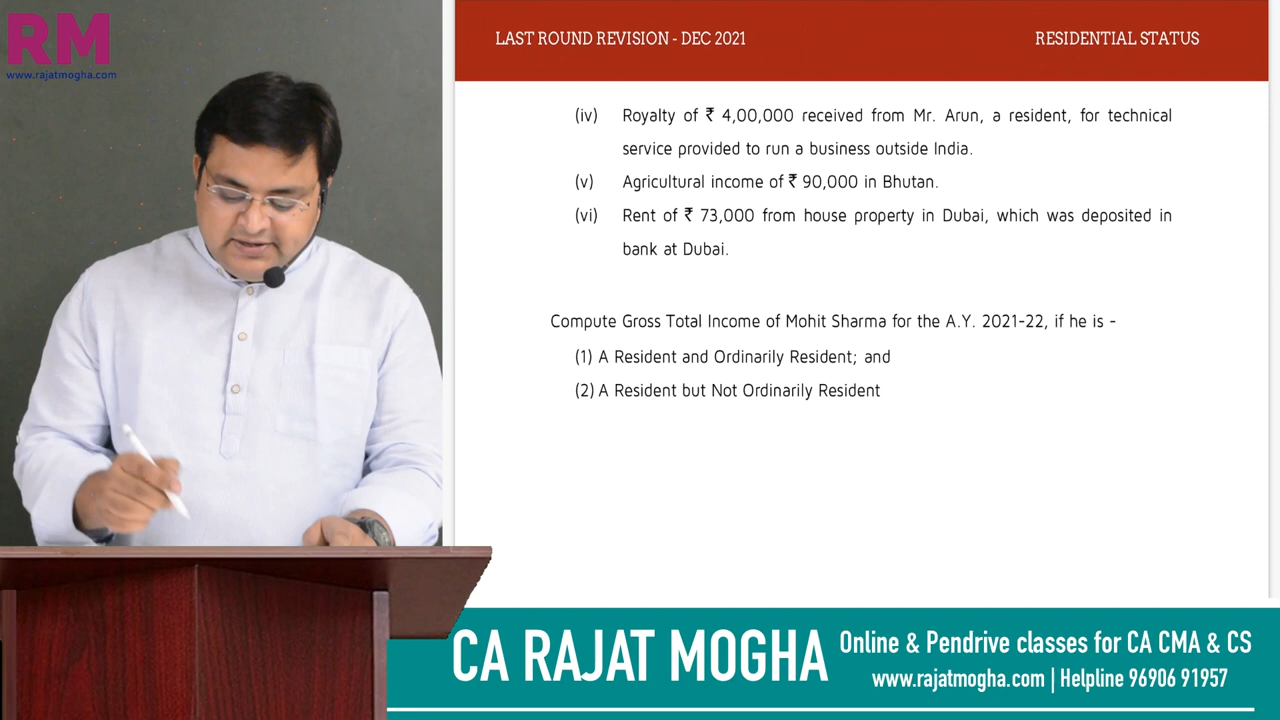 RM
www.rajatmogha.com
LAST ROUND REVISION - DEC 2021
RESIDENTIAL STATUS
(iv) Royalty of ₹ 4,00,000 received from Mr. Arun, a resident, for technical
service provided to run a business outside India.
(v) Agricultural income of ₹ 90,000 in Bhutan.
(vi) Rent of ₹ 73,000 from house property in Dubai, which was deposited in
bank at Dubai.
Compute Gross Total Income of Mohit Sharma for the A.Y. 2021-22, if he is -
(1) A Resident and Ordinarily Resident; and
(2) A Resident but Not Ordinarily Resident
CA RAJAT MOGHA
Online & Pendrive classes for CA CMA & CS
www.rajatmogha.com | Helpline 96906 91957